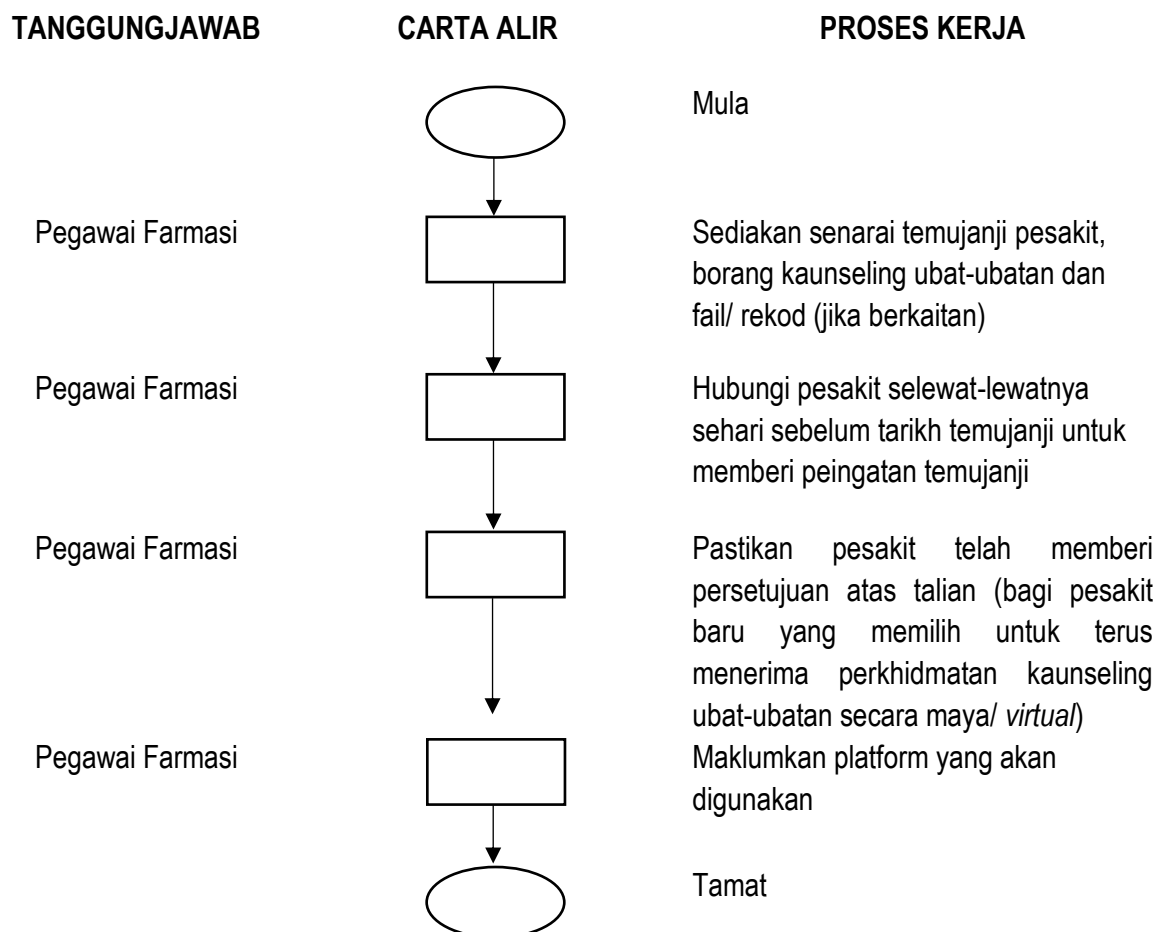 TANGGUNGJAWAB CARTA ALIR PROSES KERJA
Mula
Pegawai Farmasi
Sediakan senarai temujanji pesakit,
borang kaunseling ubat-ubatan dan
fail/ rekod (jika berkaitan)
Pegawai Farmasi
Hubungi pesakit selewat-lewatnya
sehari sebelum tarikh temujanji untuk
memberi peingatan temujanji
Pegawai Farmasi
Pastikan pesakit telah memberi
persetujuan atas talian (bagi pesakit
baru yang memilih untuk terus
menerima perkhidmatan kaunseling
ubat-ubatan secara maya/ virtual)
Pegawai Farmasi
Maklumkan platform yang akan
digunakan
Tamat